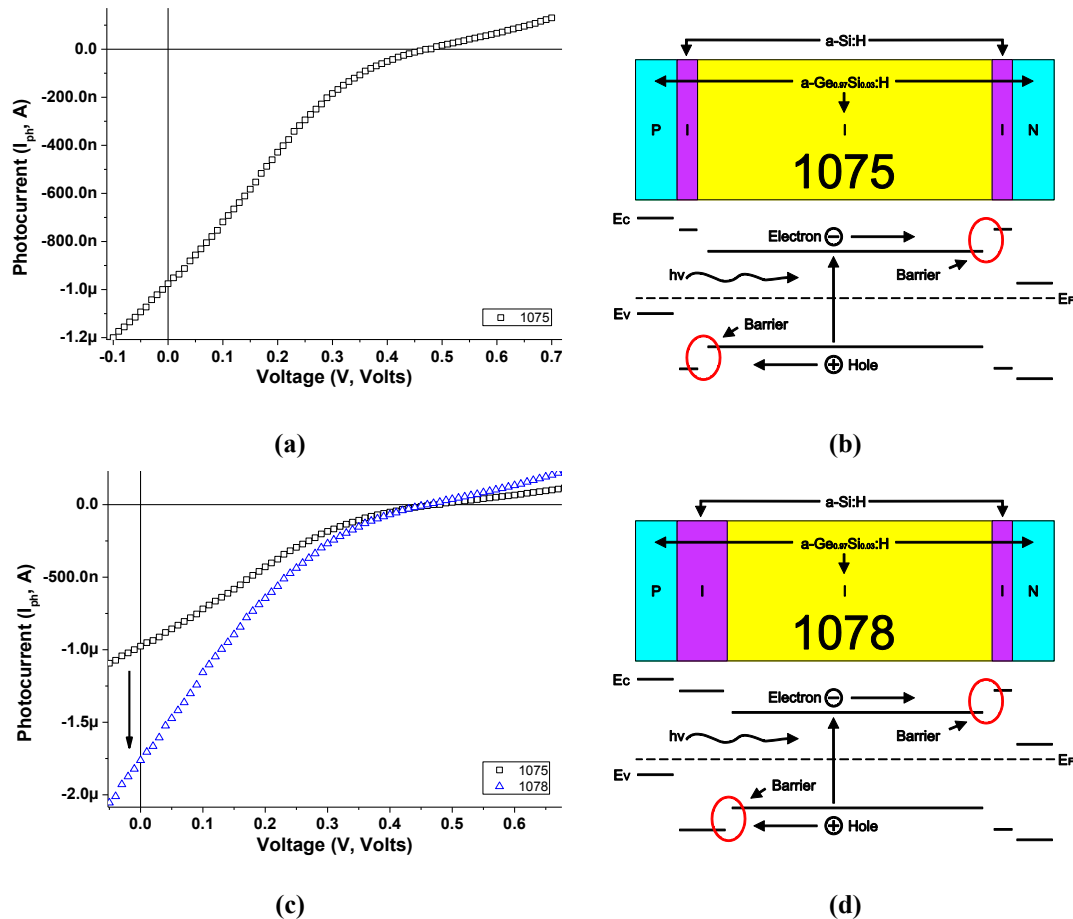 0.0
-200.0n
-400.0n
-600.0n
-800.0n
-1.0µ
-1.2µ
Photocurrent (I_ph, A)
1075
-0.1 0.0 0.1 0.2 0.3 0.4 0.5 0.6 0.7
Voltage (V, Volts)
(a)
a-Si:H
a-Ge0.97Si0.03:H
P I I I N
1075
EC
Electron −
Barrier
hν
EF
EV
Barrier
+ Hole
(b)
0.0
-500.0n
-1.0µ
-1.5µ
-2.0µ
Photocurrent (I_ph, A)
1075
1078
0.0 0.1 0.2 0.3 0.4 0.5 0.6
Voltage (V, Volts)
(c)
a-Si:H
a-Ge0.97Si0.03:H
P I I I N
1078
EC
Electron −
Barrier
hν
EF
EV
Barrier
+ Hole
(d)